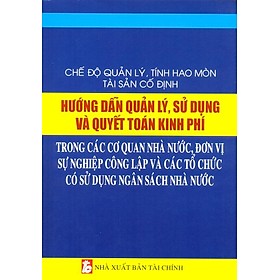 CHẾ ĐỘ QUẢN LÝ, TÍNH HAO MÒN
TÀI SẢN CỐ ĐỊNH
HƯỚNG DẪN QUẢN LÝ, SỬ DỤNG
VÀ QUYẾT TOÁN KINH PHÍ
TRONG CÁC CƠ QUAN NHÀ NƯỚC, ĐƠN VỊ
SỰ NGHIỆP CÔNG LẬP VÀ CÁC TỔ CHỨC
CÓ SỬ DỤNG NGÂN SÁCH NHÀ NƯỚC
NHÀ XUẤT BẢN TÀI CHÍNH